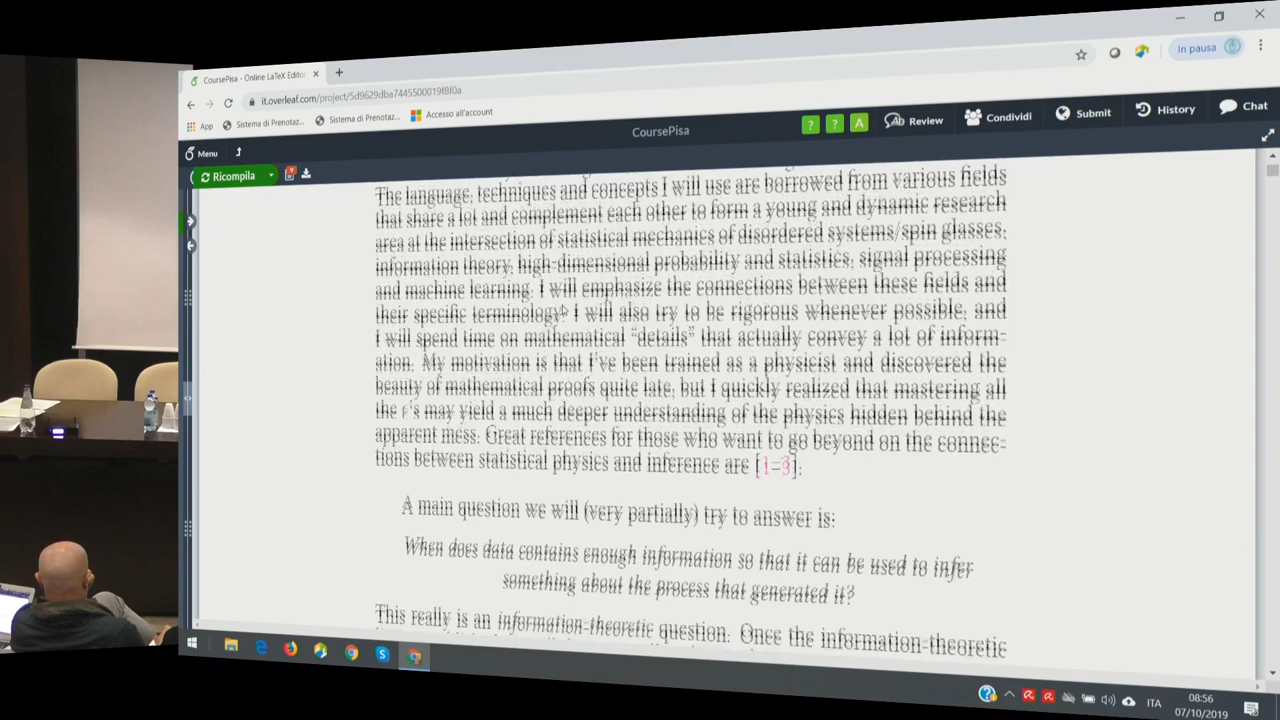 CoursePisa - Online LaTeX Edito
it.overleaf.com/project/5d9629dba7445500019f8f0a
In pausa
App
Sistema di Prenotaz...
Sistema di Prenotaz...
Accesso all'account
Menu
CoursePisa
? ? A Review
Condividi
Submit
History
Chat
Ricompila
The language, techniques and concepts I will use are borrowed from various fields
that share a lot and complement each other to form a young and dynamic research
area at the intersection of statistical mechanics of disordered systems/spin glasses,
information theory, high-dimensional probability and statistics, signal processing
and machine learning. I will emphasize the connections between these fields and
their specific terminology. I will also try to be rigorous whenever possible, and
I will spend time on mathematical “details” that actually convey a lot of inform-
ation. My motivation is that I've been trained as a physicist and discovered the
beauty of mathematical proofs quite late, but I quickly realized that mastering all
the ε's may yield a much deeper understanding of the physics hidden behind the
apparent mess. Great references for those who want to go beyond on the connec-
tions between statistical physics and inference are [1–3].
A main question we will (very partially) try to answer is:
When does data contains enough information so that it can be used to infer
something about the process that generated it?
This really is an information-theoretic question. Once the information-theoretic
ITA
08:56
07/10/2019